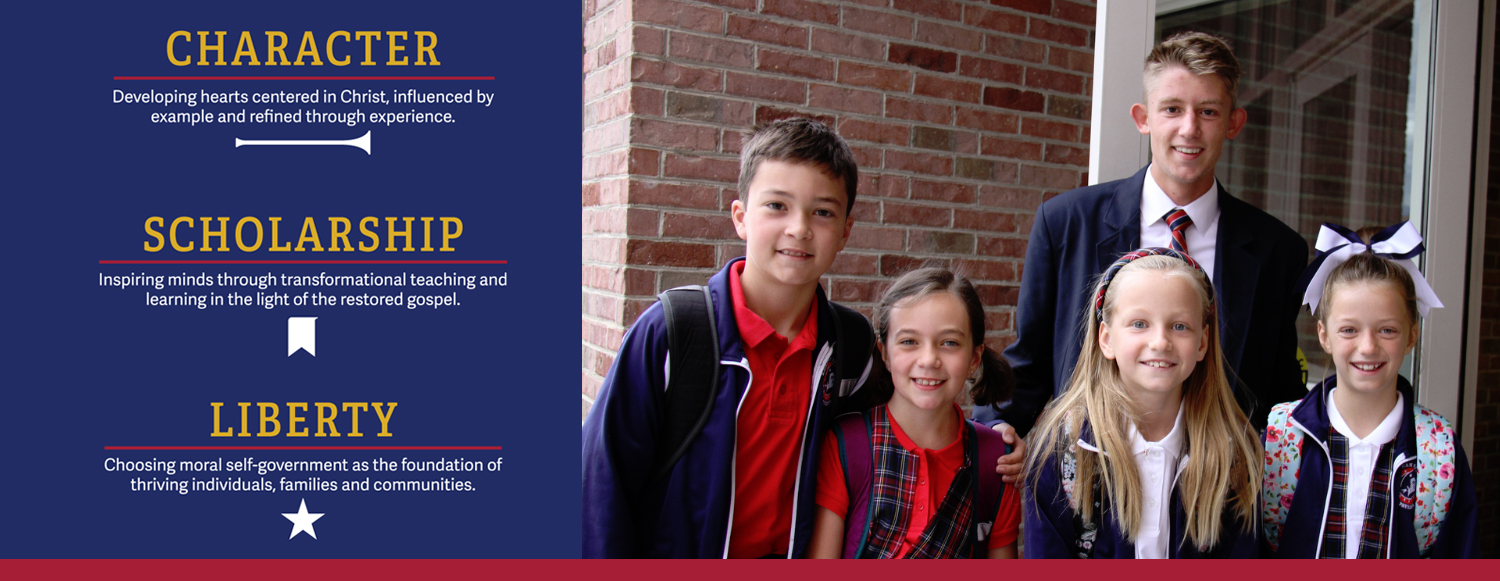 CHARACTER
Developing hearts centered in Christ, influenced by
example and refined through experience.
SCHOLARSHIP
Inspiring minds through transformational teaching and
learning in the light of the restored gospel.
LIBERTY
Choosing moral self-government as the foundation of
thriving individuals, families and communities.